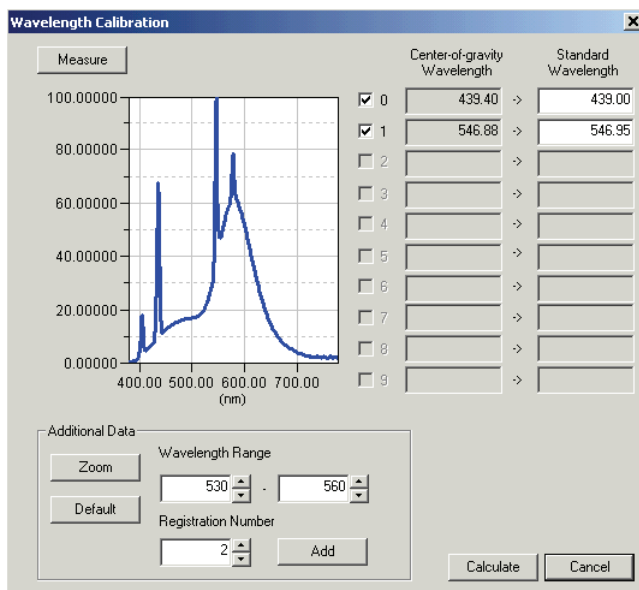 Wavelength Calibration
Measure
Center-of-gravity Wavelength
Standard Wavelength
100.00000
80.00000
60.00000
40.00000
20.00000
0.00000
400.00 500.00 600.00 700.00
(nm)
0 439.40 -> 439.00
1 546.88 -> 546.95
2 ->
3 ->
4 ->
5 ->
6 ->
7 ->
8 ->
9 ->
Additional Data
Zoom
Default
Wavelength Range
530 - 560
Registration Number
2 Add
Calculate Cancel